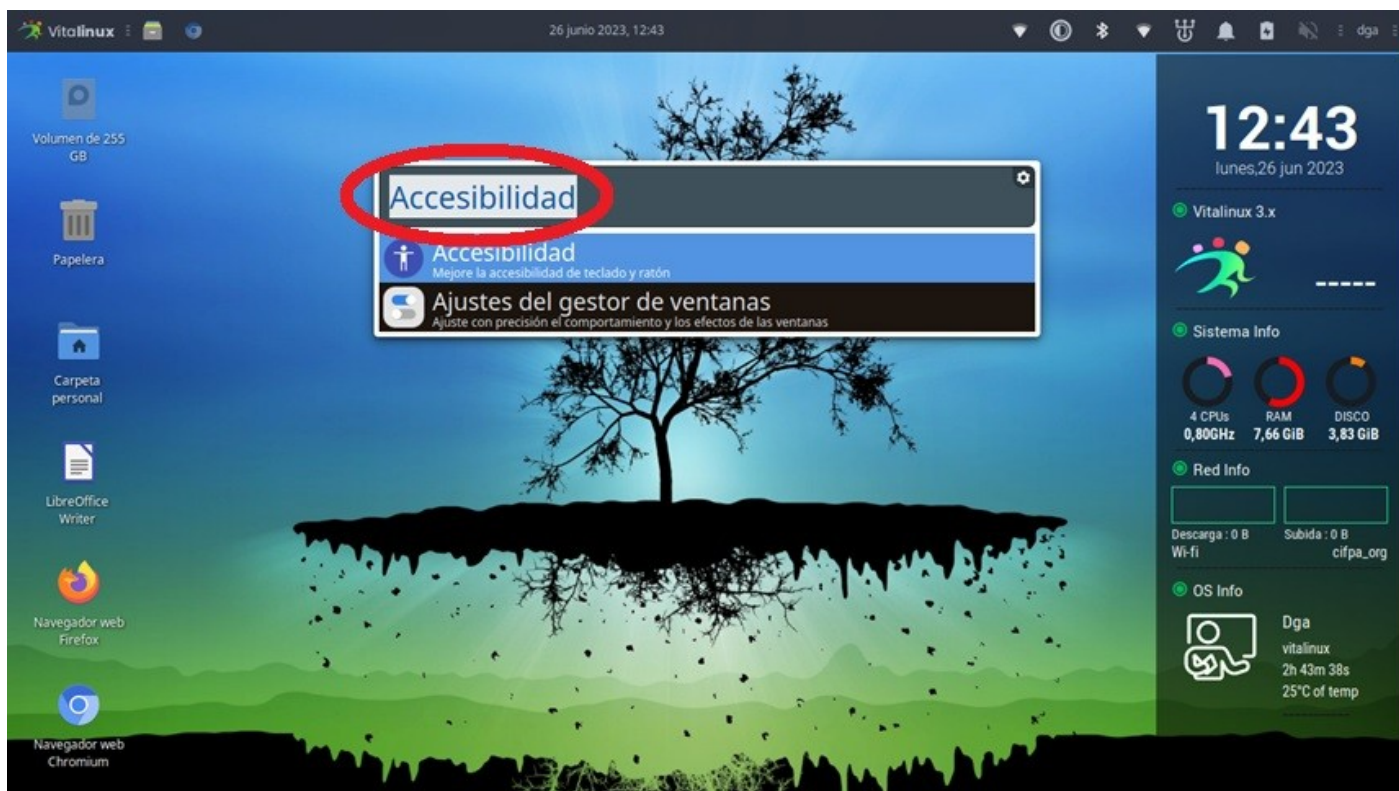 Vitalinux
26 junio 2023, 12:43
dga
Volumen de 255
GB
Papelera
Carpeta
personal
LibreOffice
Writer
Navegador web
Firefox
Navegador web
Chromium
Accesibilidad
Accesibilidad
Mejore la accesibilidad de teclado y ratón
Ajustes del gestor de ventanas
Ajuste con precisión el comportamiento y los efectos de las ventanas
12:43
lunes,26 jun 2023
Vitalinux 3.x
-----
Sistema Info
4 CPUs RAM DISCO
0,80GHz 7,66 GiB 3,83 GiB
Red Info
Descarga : 0 B Subida : 0 B
Wi-fi cifpa_org
OS Info
Dga
vitalinux
2h 43m 38s
25°C of temp